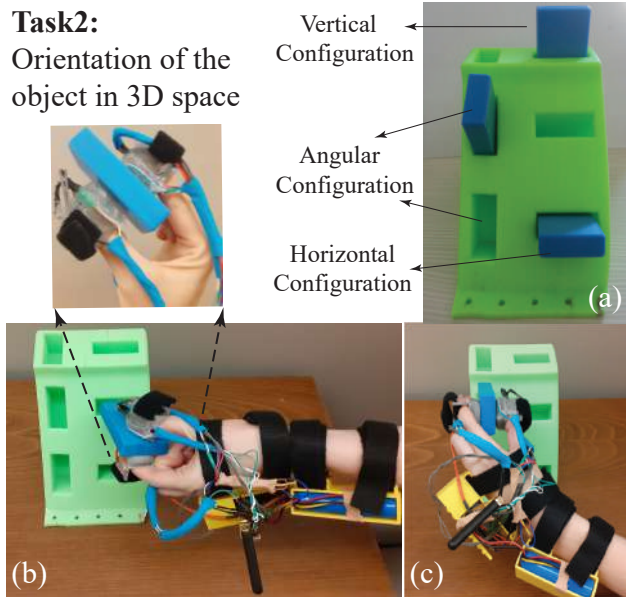 Task2:
Orientation of the
object in 3D space
Vertical
Configuration
Angular
Configuration
Horizontal
Configuration
(a)
(b)
(c)